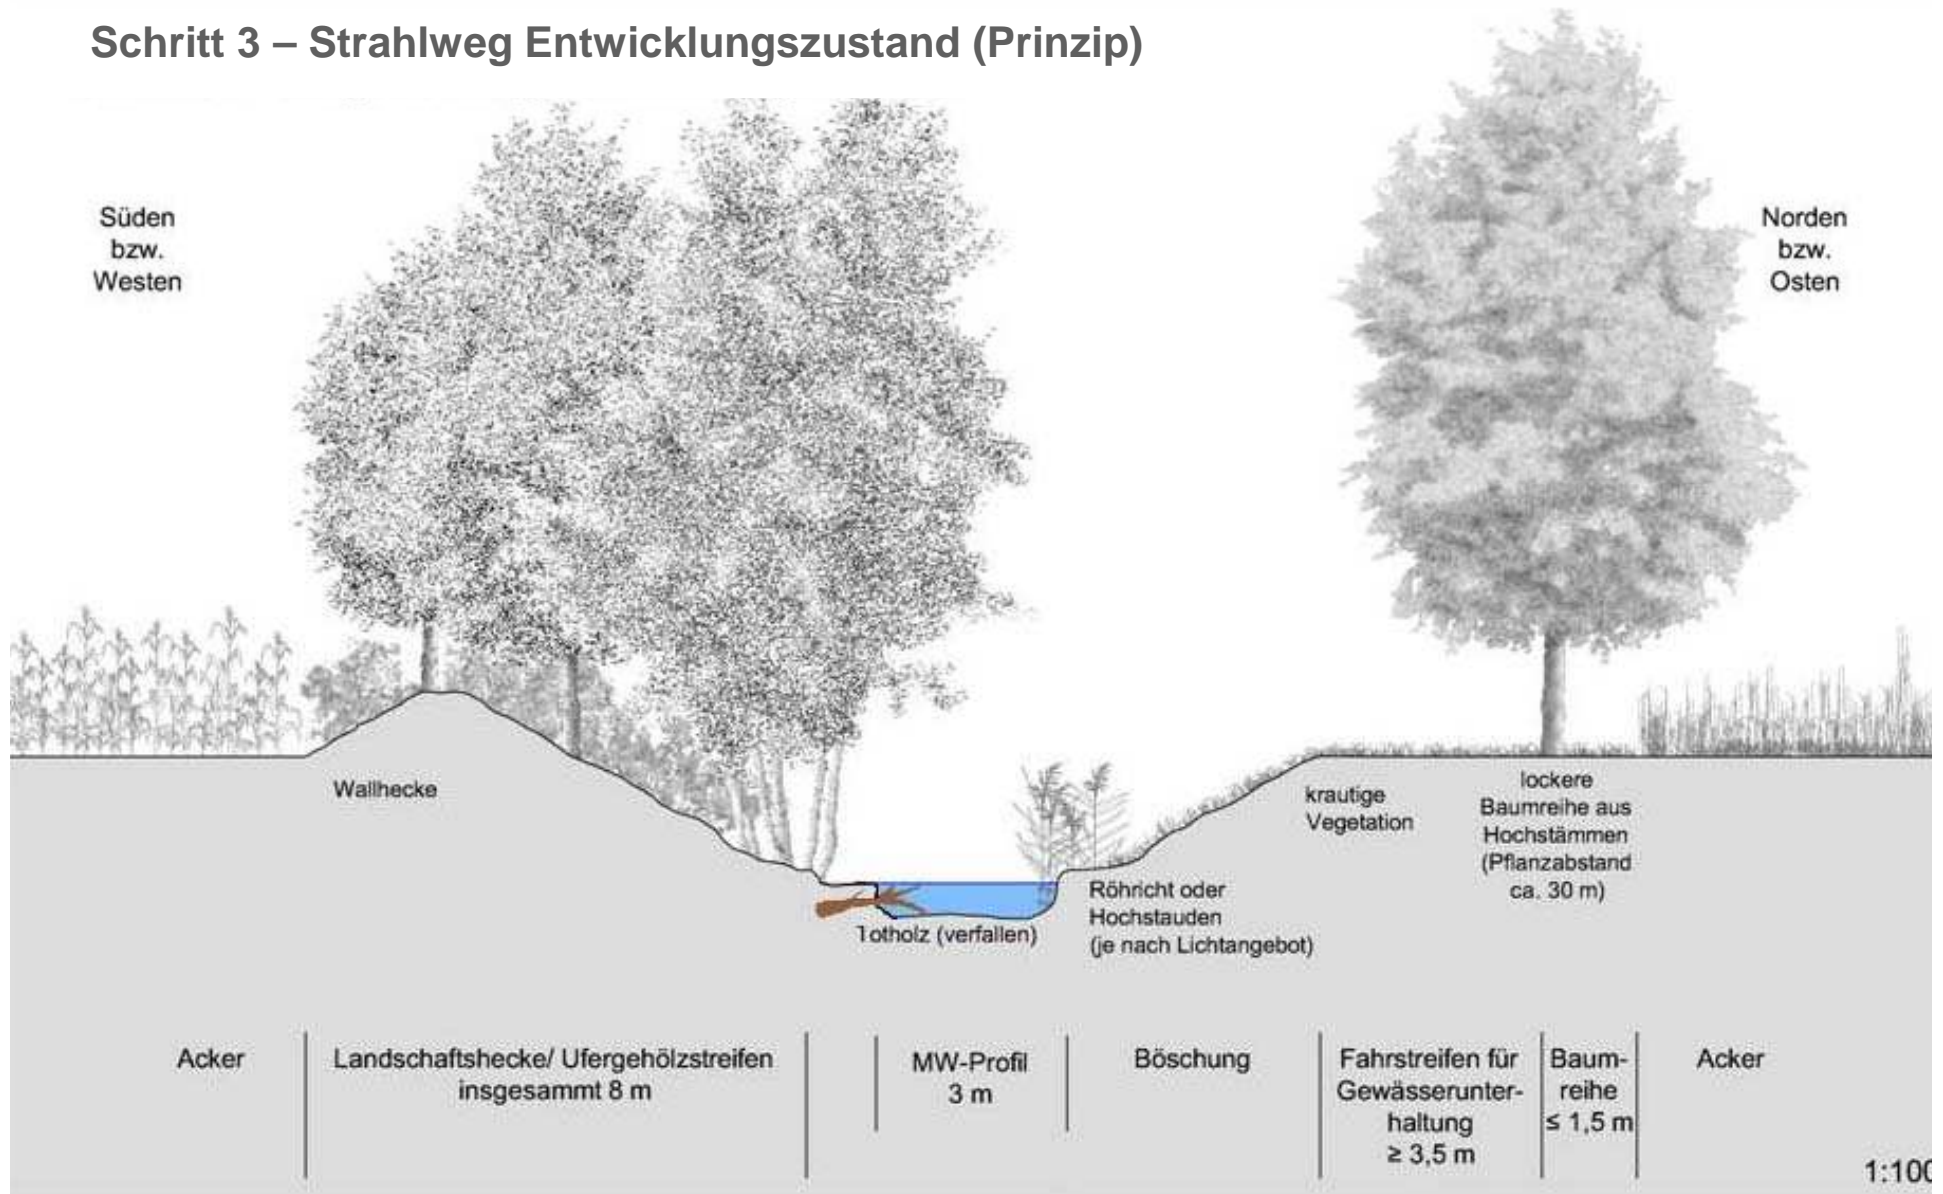 Schritt 3 – Strahlweg Entwicklungszustand (Prinzip)
Süden
bzw.
Westen
Norden
bzw.
Osten
Wallhecke
krautige
Vegetation
lockere
Baumreihe aus
Hochstämmen
(Pflanzabstand
ca. 30 m)
Röhricht oder
Hochstauden
(je nach Lichtangebot)
Totholz (verfallen)
Acker
Landschaftshecke/ Ufergehölzstreifen
insgesammt 8 m
MW-Profil
3 m
Böschung
Fahrstreifen für
Gewässerunter-
haltung
≥ 3,5 m
Baum-
reihe
≤ 1,5 m
Acker
1:100